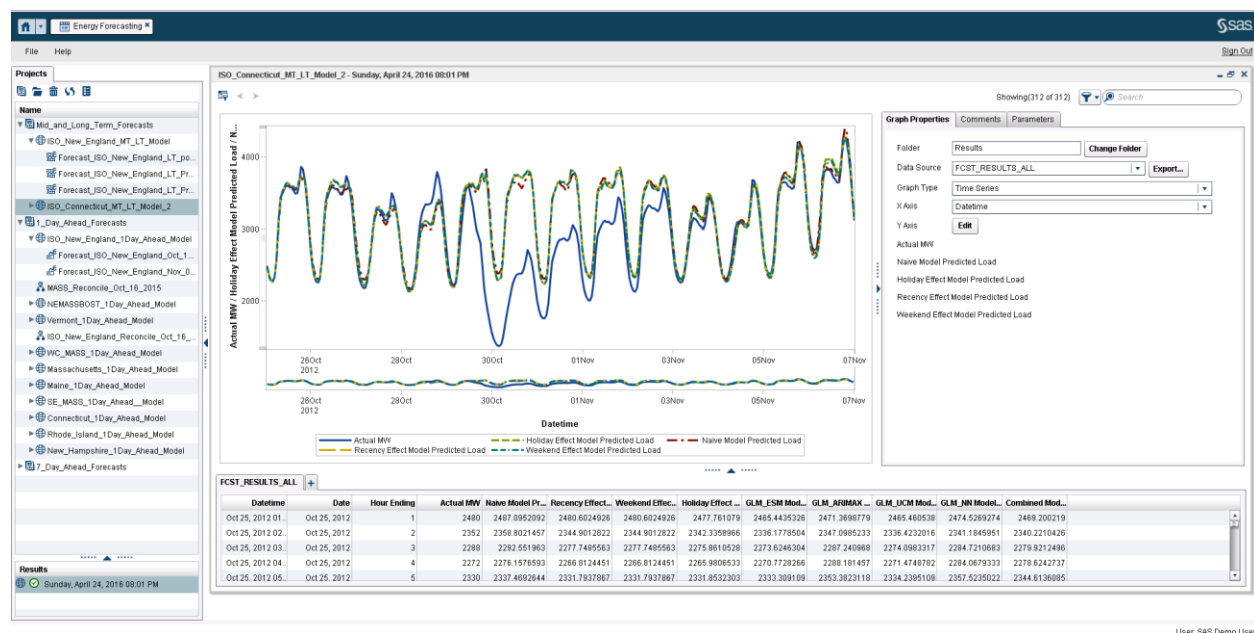 Energy Forecasting
sas
File Help
Sign Out
Projects
Name
Mid_and_Long_Term_Forecasts
ISO_New_England_MT_LT_Model
Forecast_ISO_New_England_LT_po...
Forecast_ISO_New_England_LT_Pr...
Forecast_ISO_New_England_LT_Pr...
ISO_Connecticut_MT_LT_Model_2
1_Day_Ahead_Forecasts
ISO_New_England_1Day_Ahead_Model
Forecast_ISO_New_England_Oct_1...
Forecast_ISO_New_England_Nov_0...
MASS_Reconcile_Oct_16_2015
NEMASSBOST_1Day_Ahead_Model
Vermont_1Day_Ahead_Model
ISO_New_England_Reconcile_Oct_16_...
WC_MASS_1Day_Ahead_Model
Massachusetts_1Day_Ahead_Model
Maine_1Day_Ahead_Model
SE_MASS_1Day_Ahead__Model
Connecticut_1Day_Ahead_Model
Rhode_Island_1Day_Ahead_Model
New_Hampshire_1Day_Ahead_Model
7_Day_Ahead_Forecasts
Results
Sunday, April 24, 2016 08:01 PM
ISO_Connecticut_MT_LT_Model_2 - Sunday, April 24, 2016 08:01 PM
Showing(312 of 312) Search
Actual MW / Holiday Effect Model Predicted Load / N...
4000
3000
2000
26Oct 28Oct 30Oct 01Nov 03Nov 05Nov 07Nov
2012
26Oct 28Oct 30Oct 01Nov 03Nov 05Nov 07Nov
2012
Datetime
Actual MW Holiday Effect Model Predicted Load Naive Model Predicted Load
Recency Effect Model Predicted Load Weekend Effect Model Predicted Load
Graph Properties Comments Parameters
Folder Results Change Folder
Data Source FCST_RESULTS_ALL Export...
Graph Type Time Series
X Axis Datetime
Y Axis Edit
Actual MW
Naive Model Predicted Load
Holiday Effect Model Predicted Load
Recency Effect Model Predicted Load
Weekend Effect Model Predicted Load
FCST_RESULTS_ALL +
Datetime Date Hour Ending Actual MW Naive Model Pr... Recency Effect... Weekend Effec... Holiday Effect ... GLM_ESM Mod... GLM_ARIMAX ... GLM_UCM Mod... GLM_NN Model... Combined Mod...
Oct 25, 2012 01... Oct 25, 2012 1 2480 2487.0952092 2480.6024926 2480.6024926 2477.761079 2465.4435326 2471.3698779 2465.460538 2474.5269274 2469.200219
Oct 25, 2012 02... Oct 25, 2012 2 2352 2358.8021457 2344.9012822 2344.9012822 2342.3358966 2336.1778504 2347.0985237 2336.4232016 2341.1845951 2340.2210426
Oct 25, 2012 03... Oct 25, 2012 3 2288 2292.551963 2277.7485563 2277.7485563 2275.8610528 2273.6246304 2287.240968 2274.0983317 2284.7210683 2279.9212496
Oct 25, 2012 04... Oct 25, 2012 4 2272 2276.1576593 2266.8124451 2266.8124451 2265.9806533 2270.7728266 2288.181457 2271.4748782 2284.0679333 2278.6242737
Oct 25, 2012 05... Oct 25, 2012 5 2330 2337.4692644 2331.7937867 2331.7937867 2331.8532303 2333.309109 2353.3823118 2334.2395109 2357.5235022 2344.6136085
User: SAS Demo User